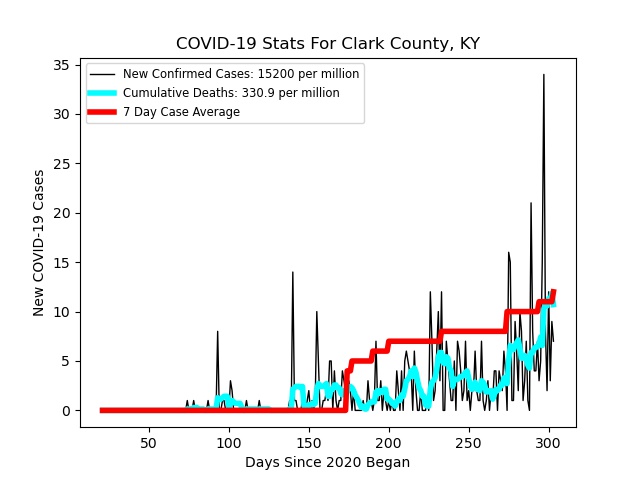 COVID-19 Stats For Clark County, KY
New Confirmed Cases: 15200 per million
Cumulative Deaths: 330.9 per million
7 Day Case Average
35
30
25
20
15
10
5
0
New COVID-19 Cases
50 100 150 200 250 300
Days Since 2020 Began